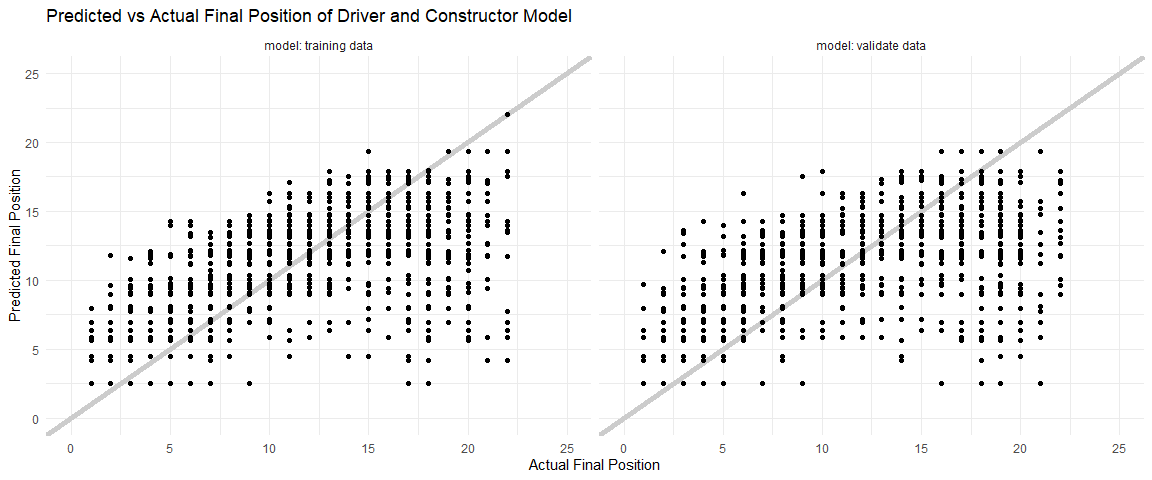 Predicted vs Actual Final Position of Driver and Constructor Model
model: training data
model: validate data
Predicted Final Position
25
20
15
10
5
0
0 5 10 15 20 25
0 5 10 15 20 25
Actual Final Position